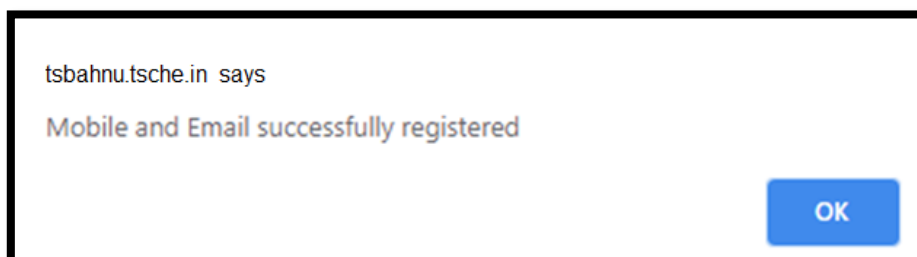 tsbahnu.tsche.in says
Mobile and Email successfully registered
OK